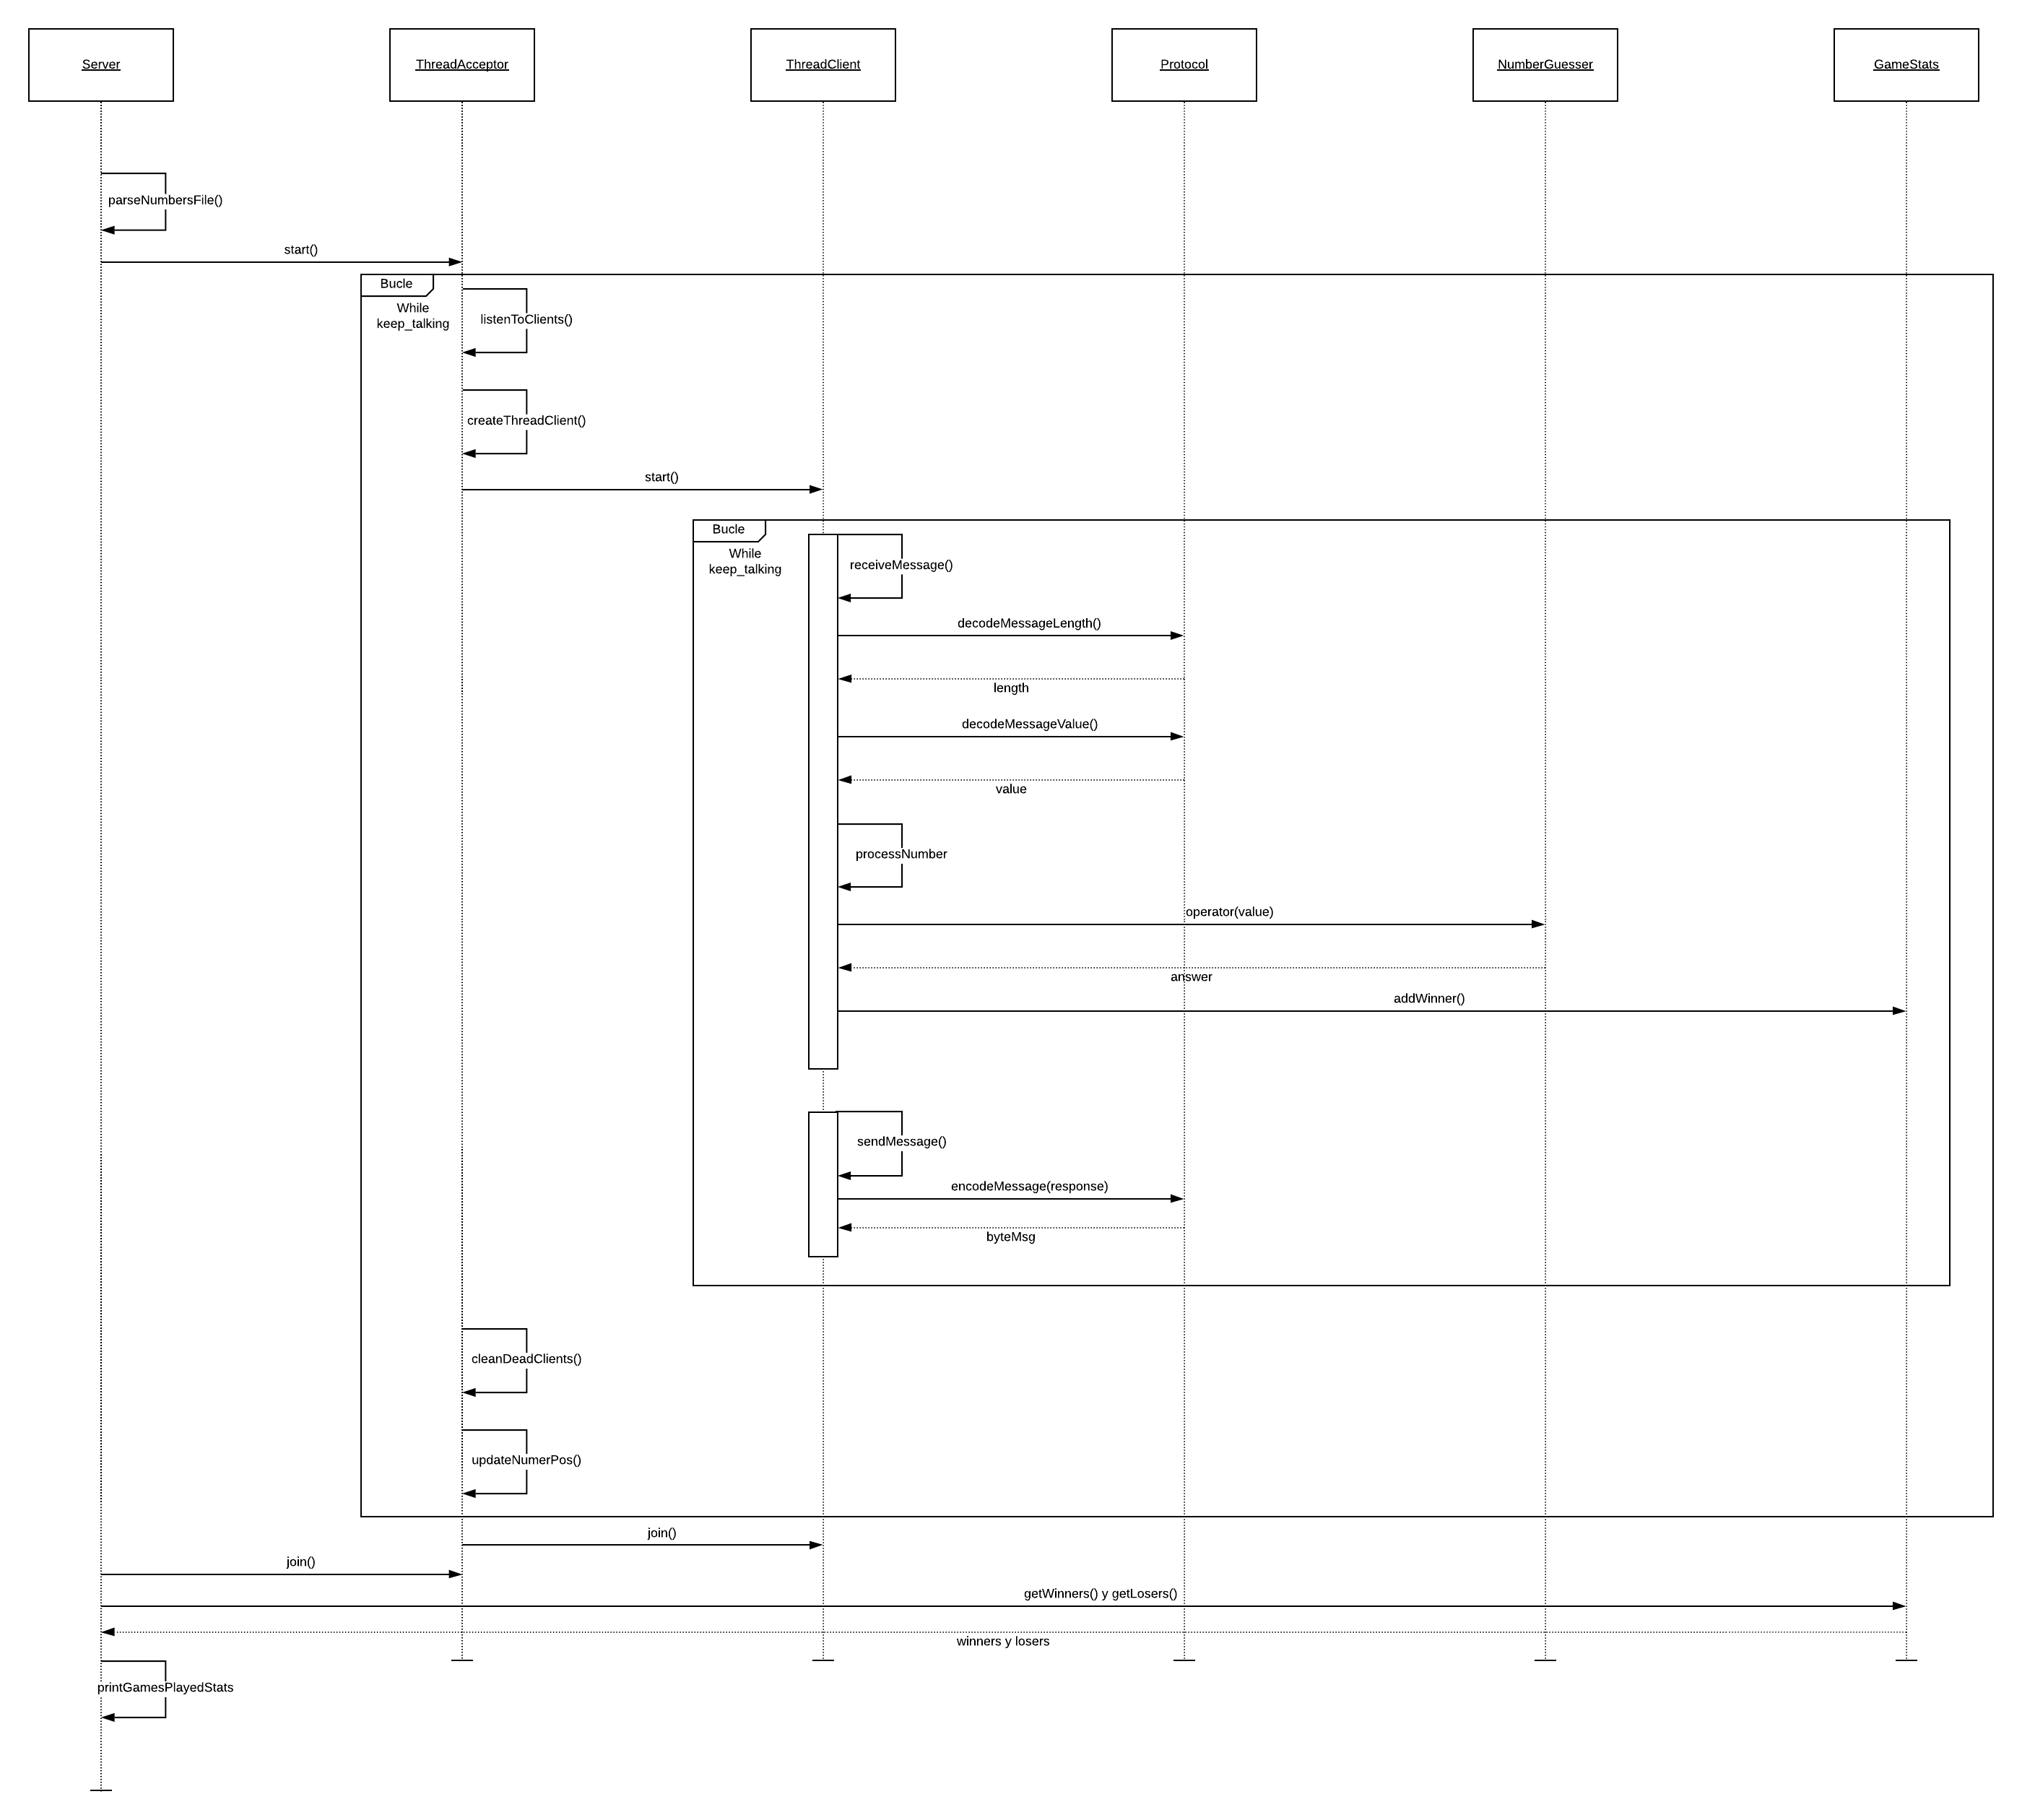 Server
ThreadAcceptor
ThreadClient
Protocol
NumberGuesser
GameStats
parseNumbersFile()
start()
Bucle
While
keep_talking
listenToClients()
createThreadClient()
start()
Bucle
While
keep_talking
receiveMessage()
decodeMessageLength()
length
decodeMessageValue()
value
processNumber
operator(value)
answer
addWinner()
sendMessage()
encodeMessage(response)
byteMsg
cleanDeadClients()
updateNumerPos()
join()
join()
getWinners() y getLosers()
winners y losers
printGamesPlayedStats